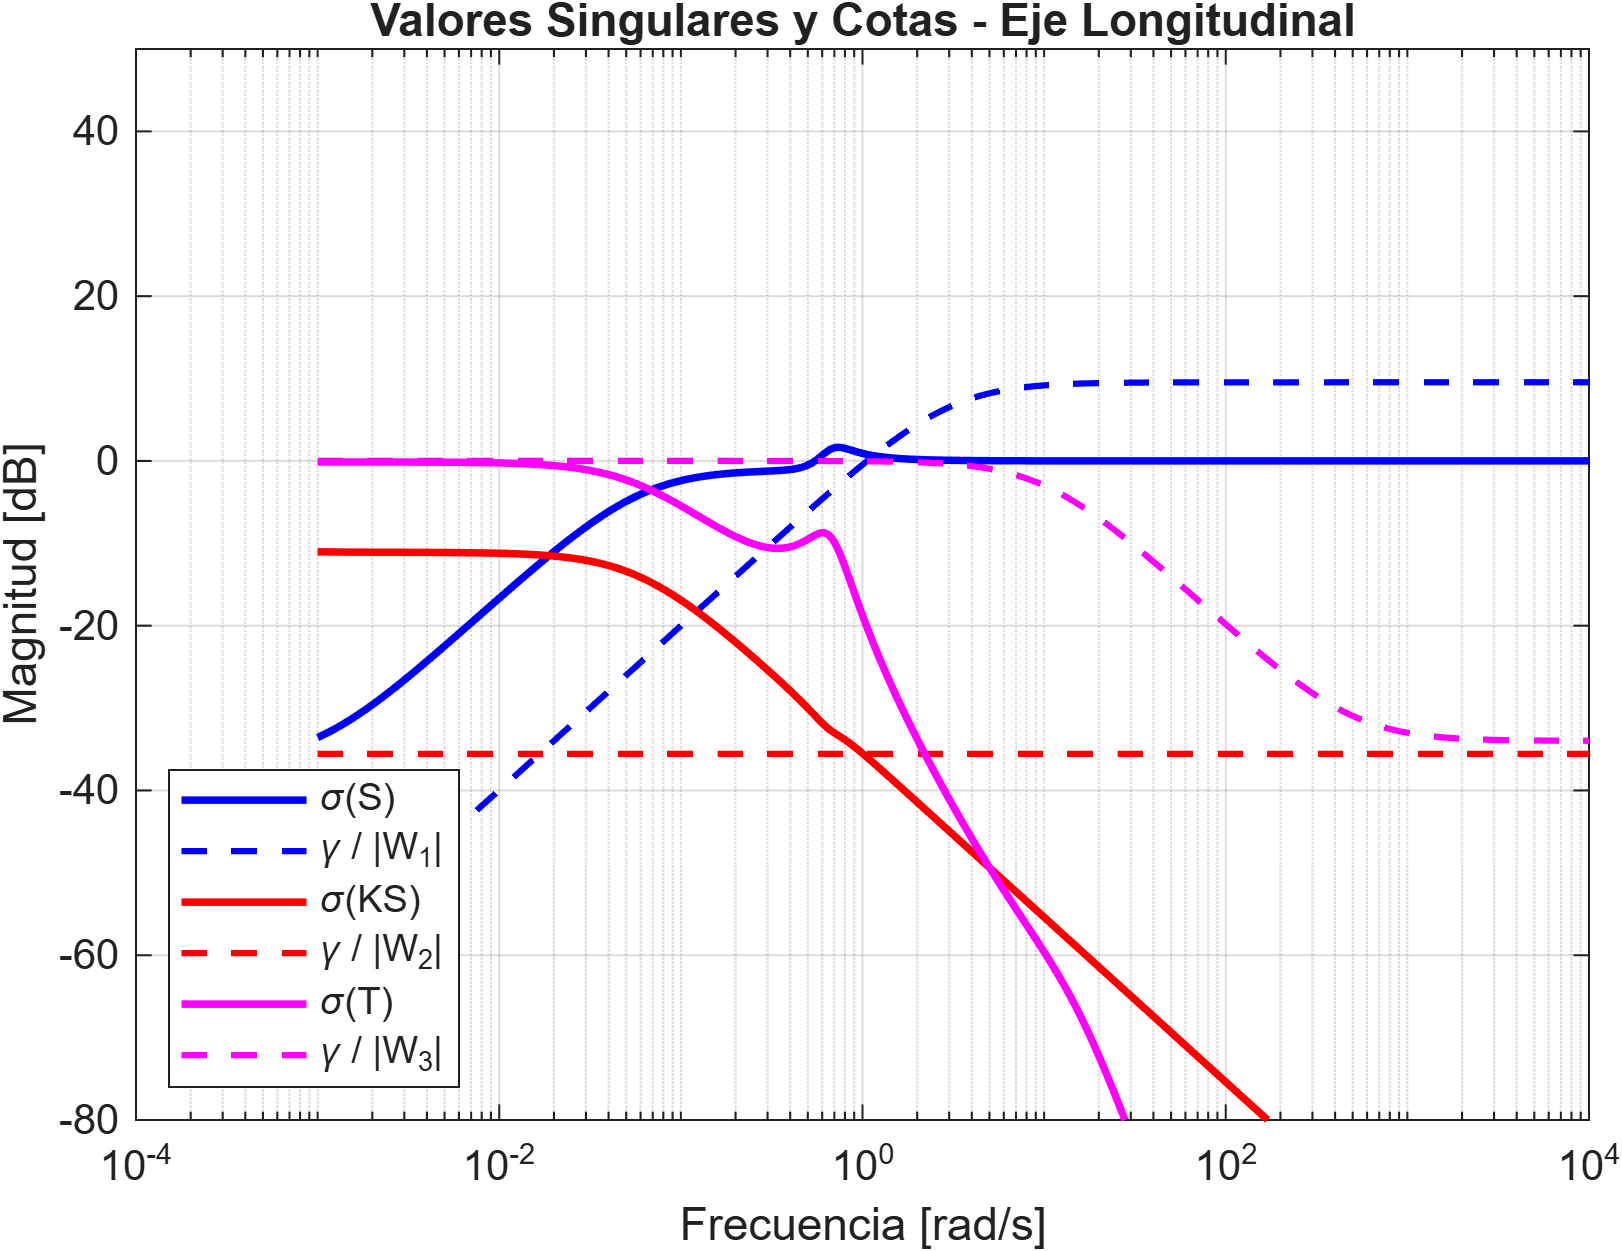 Valores Singulares y Cotas - Eje Longitudinal
Magnitud [dB]
40
20
0
-20
-40
-60
-80
σ(S)
γ / |W₁|
σ(KS)
γ / |W₂|
σ(T)
γ / |W₃|
10⁻⁴ 10⁻² 10⁰ 10² 10⁴
Frecuencia [rad/s]